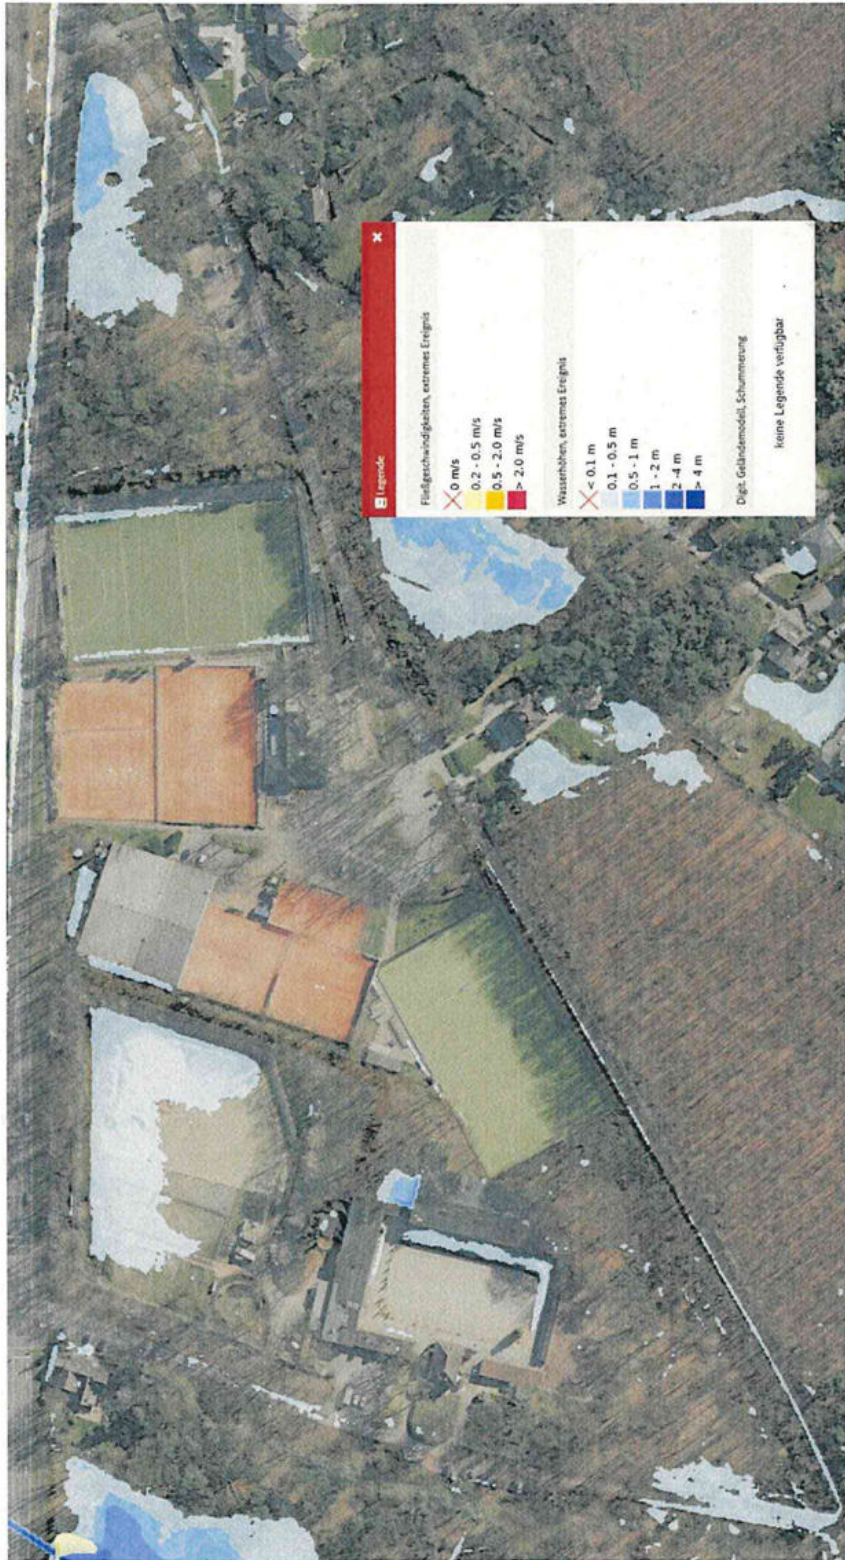 Legende
Fließgeschwindigkeiten, extremes Ereignis
0 m/s
0.2 - 0.5 m/s
0.5 - 2.0 m/s
> 2.0 m/s
Wasserhöhen, extremes Ereignis
< 0.1 m
0.1 - 0.5 m
0.5 - 1 m
1 - 2 m
2 -4 m
> 4 m
Digit. Geländemodell, Schummerung
keine Legende verfügbar